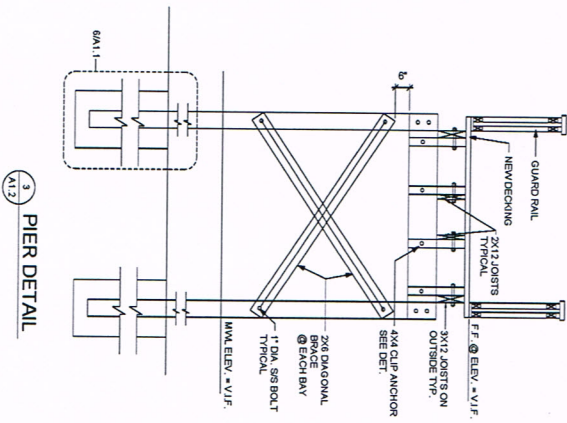 GUARD RAIL
NEW DECKING
2X12 JOISTS
TYPICAL
F.F. @ ELEV. = V.I.F.
3X12 JOISTS ON
OUTSIDE TYP.
4X4 CLIP ANCHOR
SEE DET.
2X6 DIAGONAL
BRACE
@ EACH BAY
1" DIA. S/S BOLT
TYPICAL
MWL ELEV. = V.I.F.
6/A1.1
3
A1.2
PIER DETAIL